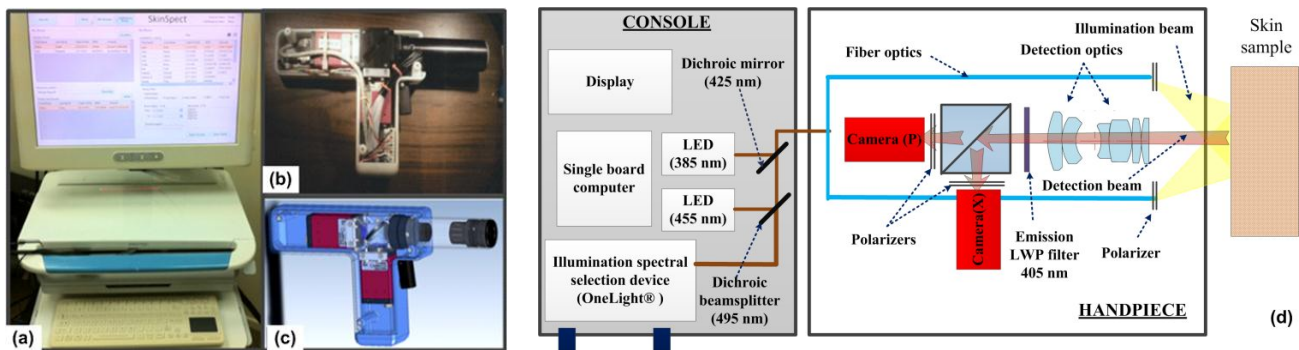 SkinSpect
(a)
(b)
(c)
CONSOLE
Display
Single board
computer
LED
(385 nm)
LED
(455 nm)
Illumination spectral
selection device
(OneLight® )
Dichroic mirror
(425 nm)
Dichroic
beamsplitter
(495 nm)
Fiber optics
Detection optics
Illumination beam
Skin
sample
Camera (P)
Camera(X)
Polarizers
Detection beam
Emission
LWP filter
405 nm
Polarizer
HANDPIECE
(d)